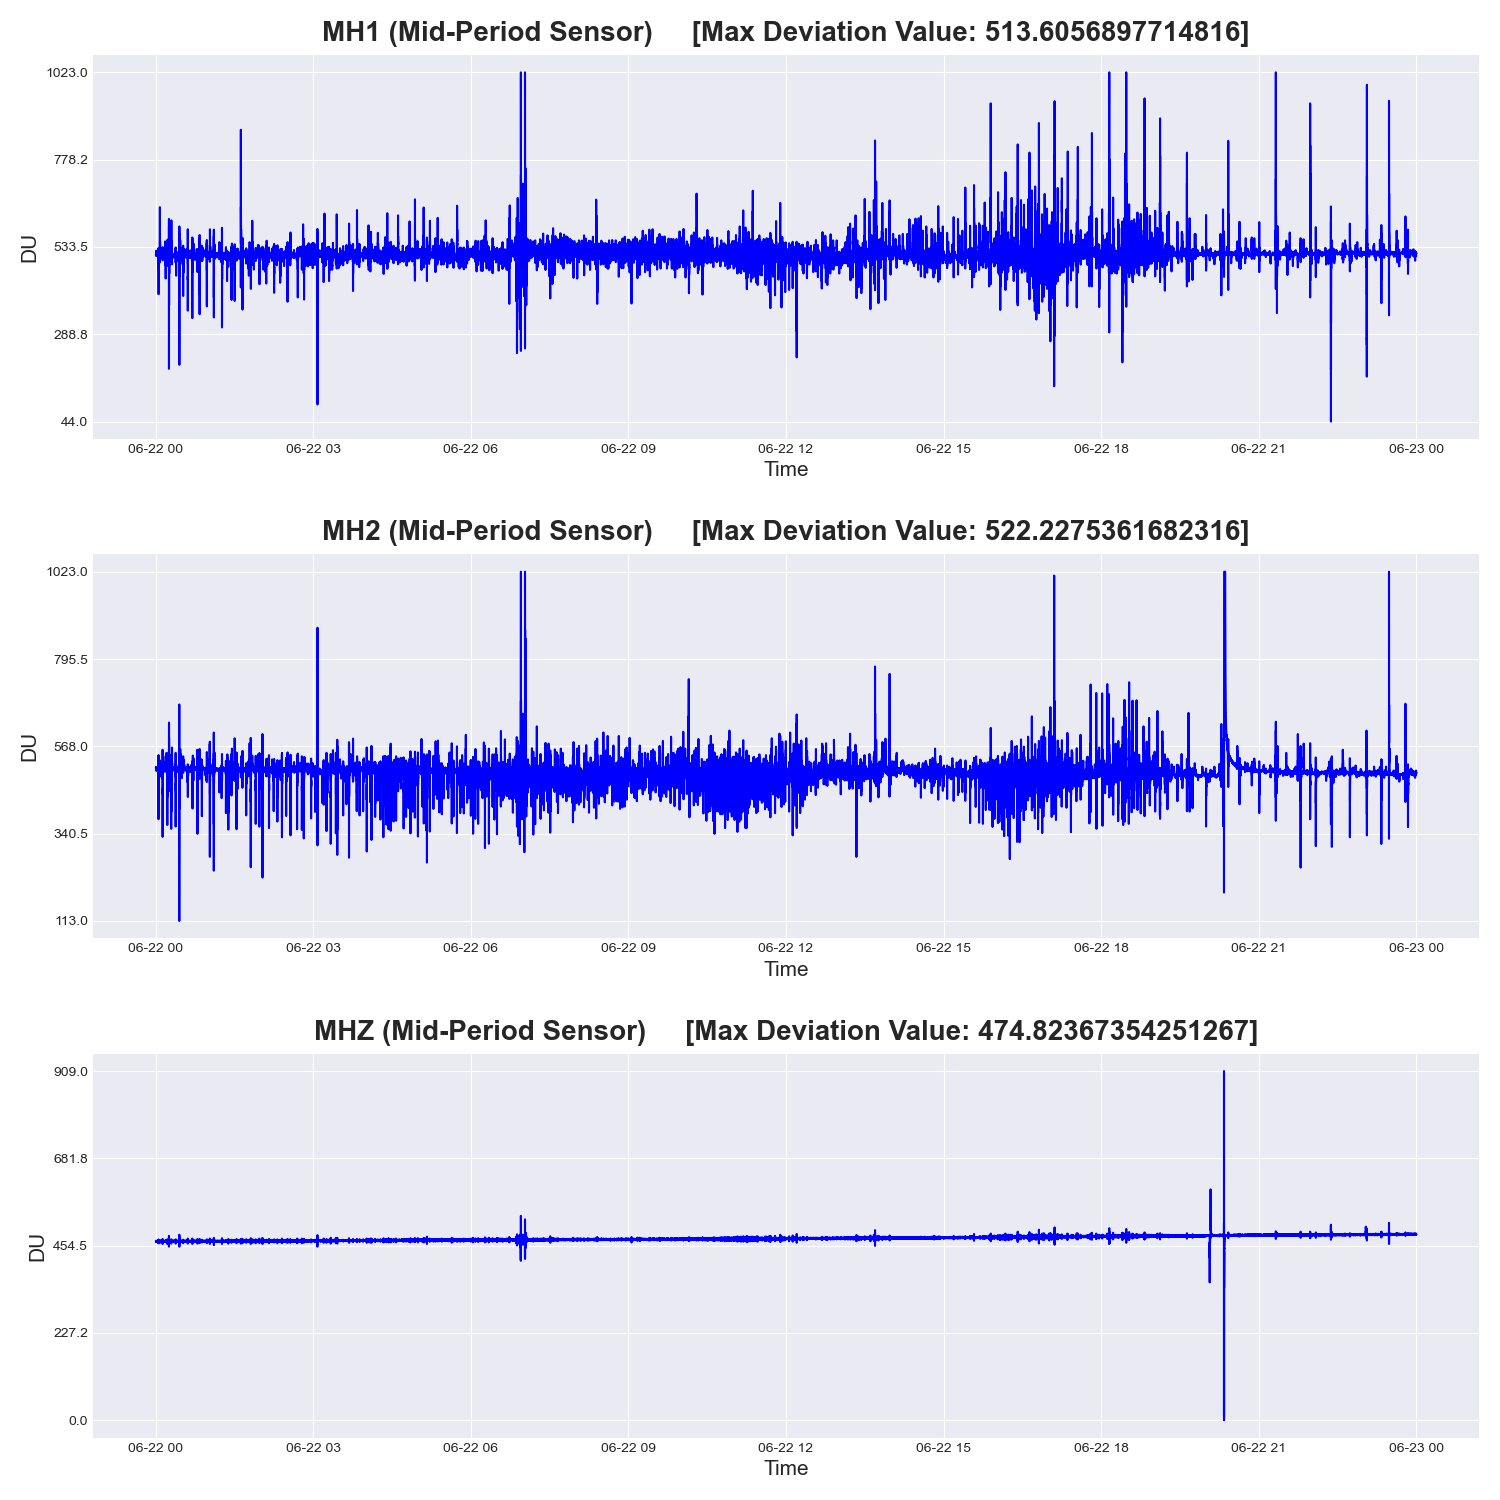 MH1 (Mid-Period Sensor) [Max Deviation Value: 513.6056897714816]
1023.0
778.2
533.5
288.8
44.0
DU
06-22 00 06-22 03 06-22 06 06-22 09 06-22 12 06-22 15 06-22 18 06-22 21 06-23 00
Time
MH2 (Mid-Period Sensor) [Max Deviation Value: 522.2275361682316]
1023.0
795.5
568.0
340.5
113.0
DU
06-22 00 06-22 03 06-22 06 06-22 09 06-22 12 06-22 15 06-22 18 06-22 21 06-23 00
Time
MHZ (Mid-Period Sensor) [Max Deviation Value: 474.82367354251267]
909.0
681.8
454.5
227.2
0.0
DU
06-22 00 06-22 03 06-22 06 06-22 09 06-22 12 06-22 15 06-22 18 06-22 21 06-23 00
Time